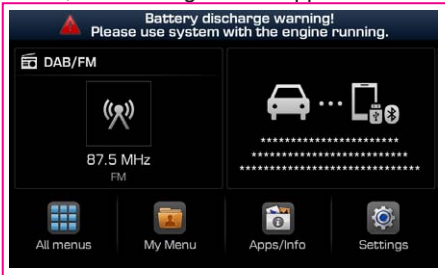 Battery discharge warning!
Please use system with the engine running.
DAB/FM
87.5 MHz
FM
***********************
**************************
******************************
All menus
My Menu
Apps/Info
Settings